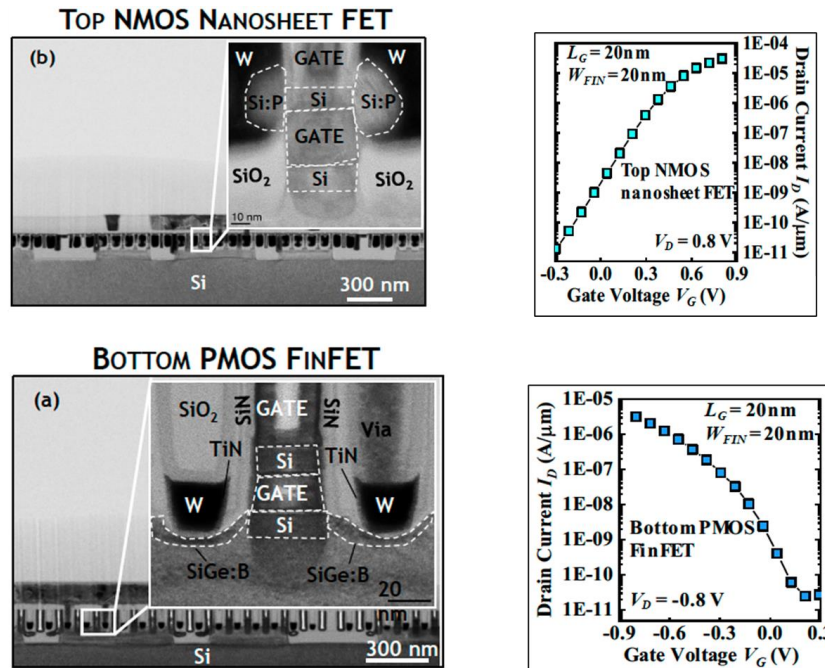 TOP NMOS NANOSHEET FET
(b)
W
GATE
W
Si:P
Si
Si:P
GATE
SiO2
Si
SiO2
10 nm
Si
300 nm
LG = 20nm
WFIN = 20nm
Top NMOS
nanosheet FET
VD = 0.8 V
1E-04
1E-05
1E-06
1E-07
1E-08
1E-09
1E-10
1E-11
Drain Current ID (A/μm)
-0.3 0.0 0.3 0.6 0.9
Gate Voltage VG (V)
BOTTOM PMOS FINFET
(a)
SiO2
SiN
GATE
SiN
Via
TiN
TiN
Si
W
GATE
W
Si
SiGe:B
SiGe:B
20
nm
Si
300 nm
Drain Current ID (A/μm)
1E-05
1E-06
1E-07
1E-08
1E-09
1E-10
1E-11
LG = 20nm
WFIN = 20nm
Bottom PMOS
FinFET
VD = -0.8 V
-0.9 -0.6 -0.3 0.0 0.3
Gate Voltage VG (V)